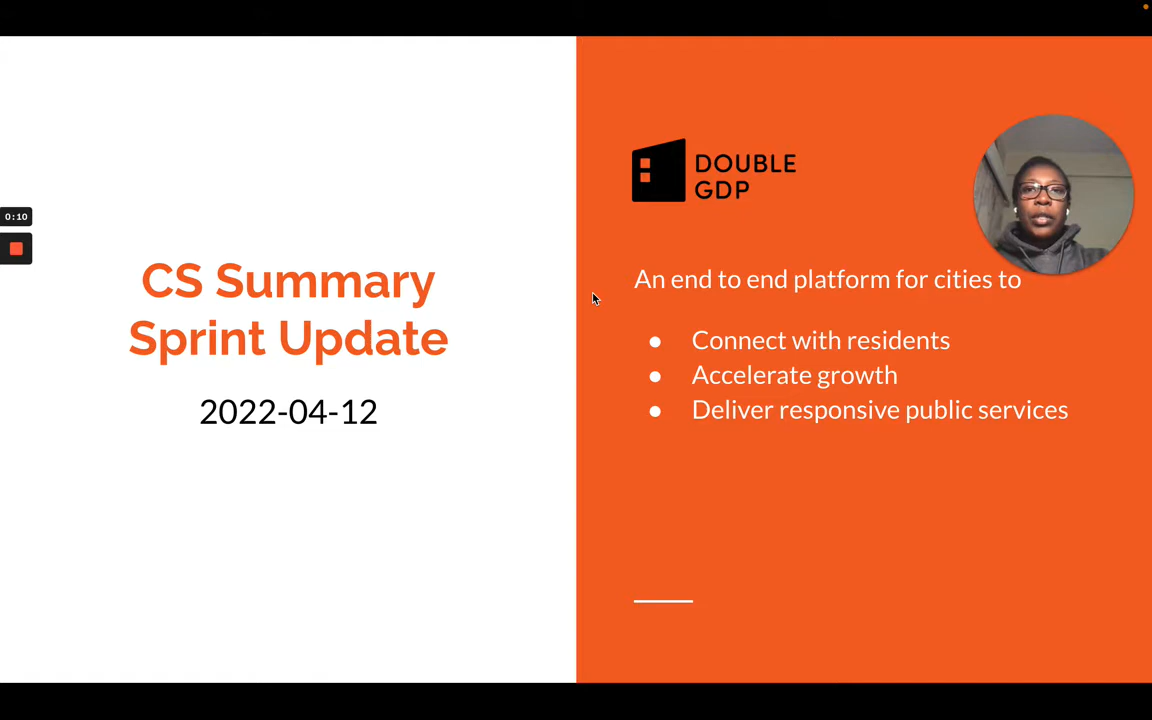 CS Summary
Sprint Update
2022-04-12
DOUBLE
GDP
An end to end platform for cities to
● Connect with residents
● Accelerate growth
● Deliver responsive public services
0:10